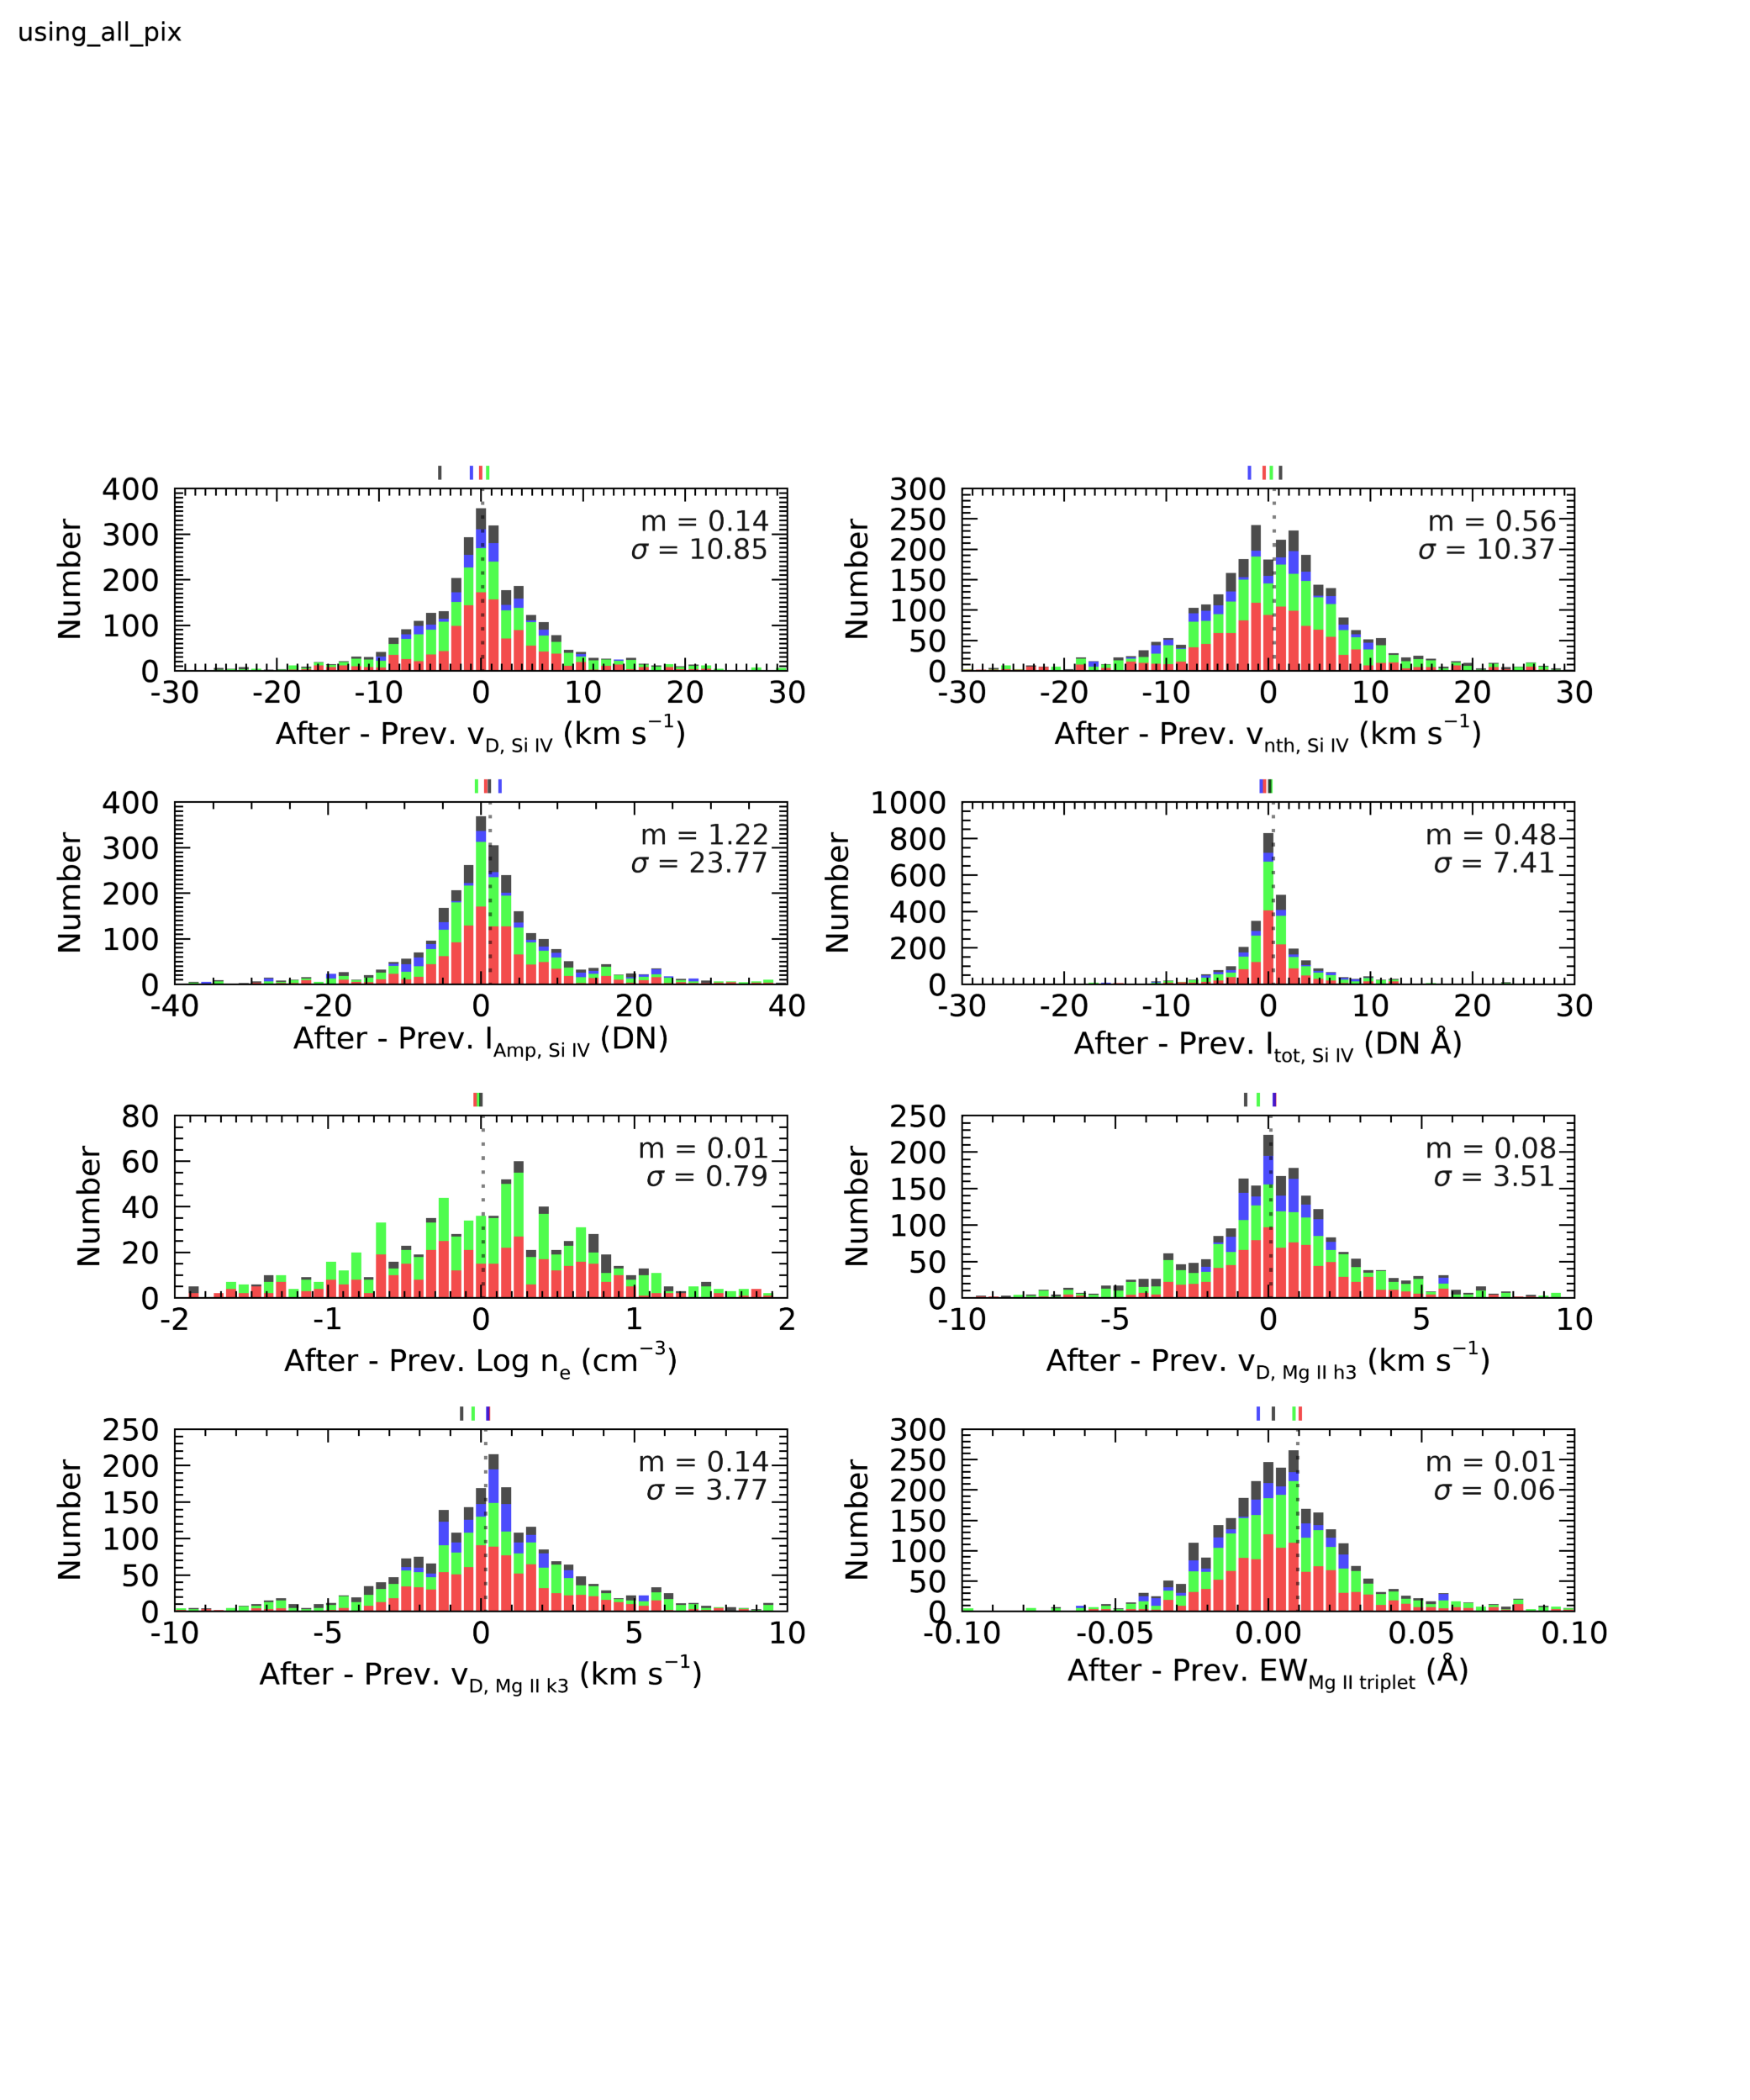 using_all_pix
400
300
200
100
0
Number
m = 0.14
σ = 10.85
-30 -20 -10 0 10 20 30
After - Prev. v_D, Si IV (km s⁻¹)
300
250
200
150
100
50
0
Number
m = 0.56
σ = 10.37
-30 -20 -10 0 10 20 30
After - Prev. v_nth, Si IV (km s⁻¹)
400
300
200
100
0
Number
m = 1.22
σ = 23.77
-40 -20 0 20 40
After - Prev. I_Amp, Si IV (DN)
1000
800
600
400
200
0
Number
m = 0.48
σ = 7.41
-30 -20 -10 0 10 20 30
After - Prev. I_tot, Si IV (DN Å)
80
60
40
20
0
Number
m = 0.01
σ = 0.79
-2 -1 0 1 2
After - Prev. Log n_e (cm⁻³)
250
200
150
100
50
0
Number
m = 0.08
σ = 3.51
-10 -5 0 5 10
After - Prev. v_D, Mg II h3 (km s⁻¹)
250
200
150
100
50
0
Number
m = 0.14
σ = 3.77
-10 -5 0 5 10
After - Prev. v_D, Mg II k3 (km s⁻¹)
300
250
200
150
100
50
0
Number
m = 0.01
σ = 0.06
-0.10 -0.05 0.00 0.05 0.10
After - Prev. EW_Mg II triplet (Å)